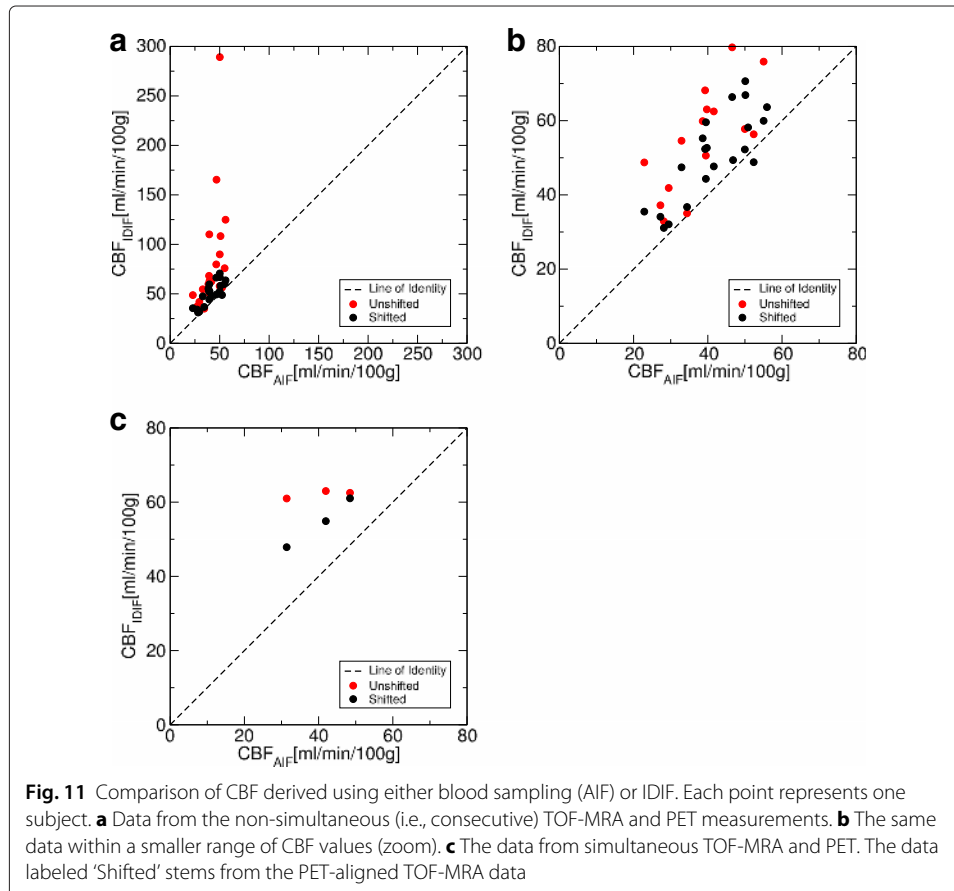 a
300
250
200
150
100
50
0
CBF_IDIF[ml/min/100g]
Line of Identity
Unshifted
Shifted
0 50 100 150 200 250 300
CBF_AIF[ml/min/100g]
b
80
60
40
20
0
CBF_IDIF[ml/min/100g]
Line of Identity
Unshifted
Shifted
0 20 40 60 80
CBF_AIF[ml/min/100g]
c
80
60
40
20
0
CBF_IDIF[ml/min/100g]
Line of Identity
Unshifted
Shifted
0 20 40 60 80
CBF_AIF[ml/min/100g]
Fig. 11 Comparison of CBF derived using either blood sampling (AIF) or IDIF. Each point represents one
subject. a Data from the non-simultaneous (i.e., consecutive) TOF-MRA and PET measurements. b The same
data within a smaller range of CBF values (zoom). c The data from simultaneous TOF-MRA and PET. The data
labeled ‘Shifted’ stems from the PET-aligned TOF-MRA data